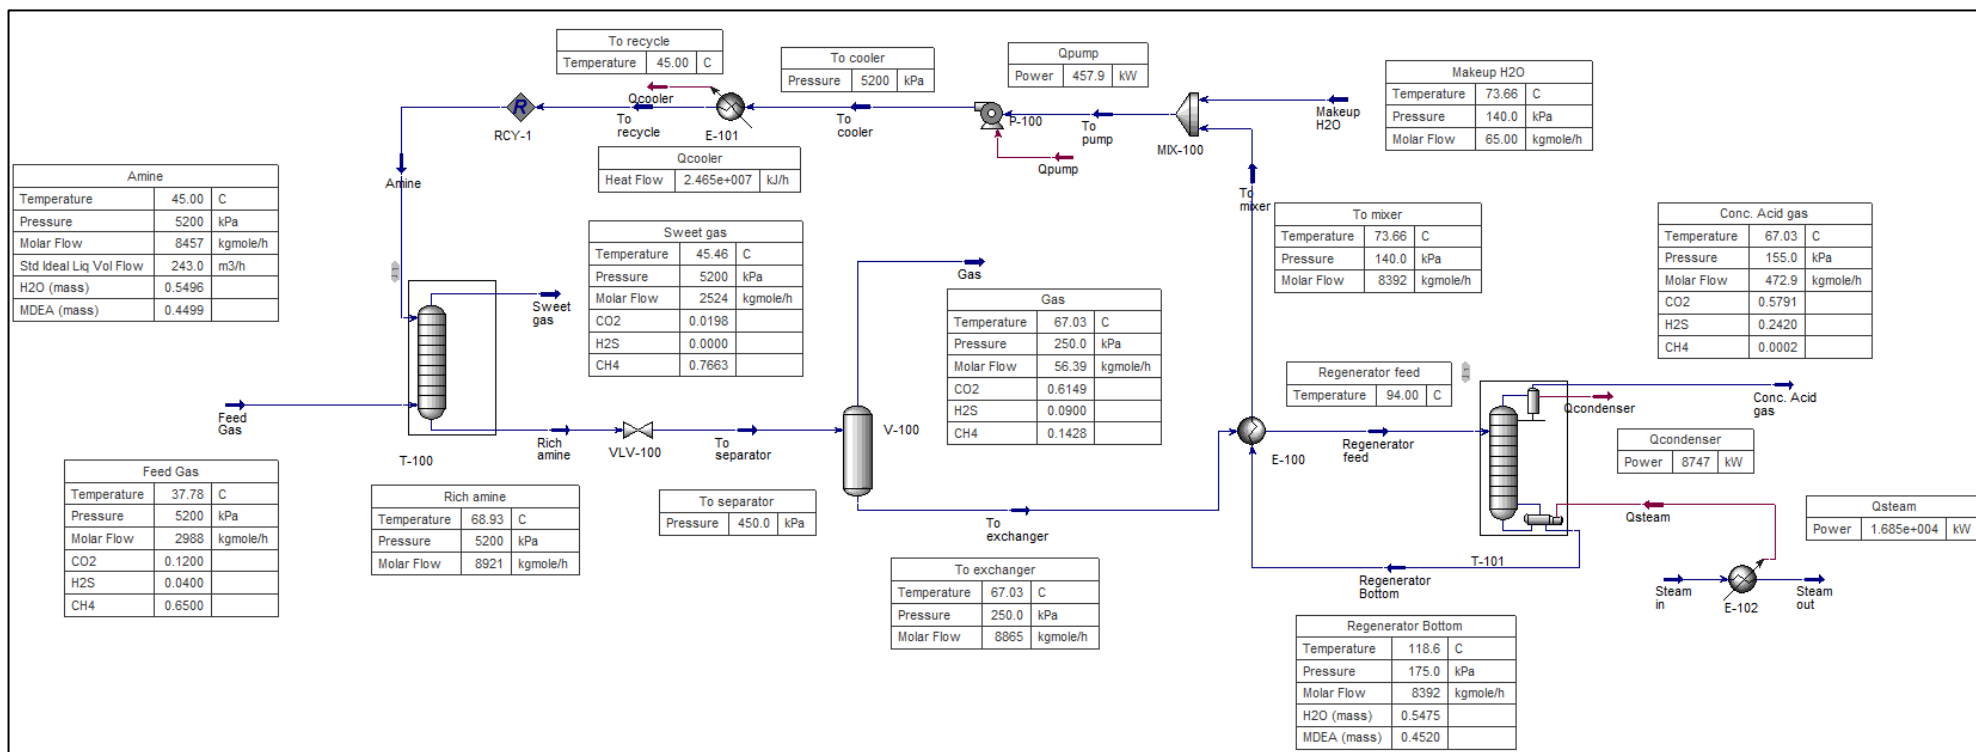 To recycle
Temperature 45.00 C
To cooler
Pressure 5200 kPa
Qpump
Power 457.9 kW
Makeup H2O
Temperature 73.66 C
Pressure 140.0 kPa
Molar Flow 65.00 kgmole/h
Qcooler
R
RCY-1
To recycle
E-101
To cooler
P-100
To pump
MIX-100
Makeup H2O
Qpump
Qcooler
Heat Flow 2.465e+007 kJ/h
Amine
Temperature 45.00 C
Pressure 5200 kPa
Molar Flow 8457 kgmole/h
Std Ideal Liq Vol Flow 243.0 m3/h
H2O (mass) 0.5496
MDEA (mass) 0.4499
Amine
To mixer
Sweet gas
Temperature 45.46 C
Pressure 5200 kPa
Molar Flow 2524 kgmole/h
CO2 0.0198
H2S 0.0000
CH4 0.7663
To mixer
Temperature 73.66 C
Pressure 140.0 kPa
Molar Flow 8392 kgmole/h
Conc. Acid gas
Temperature 67.03 C
Pressure 155.0 kPa
Molar Flow 472.9 kgmole/h
CO2 0.5791
H2S 0.2420
CH4 0.0002
Sweet gas
Gas
Gas
Temperature 67.03 C
Pressure 250.0 kPa
Molar Flow 56.39 kgmole/h
CO2 0.6149
H2S 0.0900
CH4 0.1428
Regenerator feed
Temperature 94.00 C
Qcondenser
Conc. Acid gas
Feed Gas
T-100
Rich amine
VLV-100
To separator
V-100
E-100
Regenerator feed
Qcondenser
Power 8747 kW
Feed Gas
Temperature 37.78 C
Pressure 5200 kPa
Molar Flow 2988 kgmole/h
CO2 0.1200
H2S 0.0400
CH4 0.6500
Rich amine
Temperature 68.93 C
Pressure 5200 kPa
Molar Flow 8921 kgmole/h
To separator
Pressure 450.0 kPa
To exchanger
Qsteam
Qsteam
Power 1.685e+004 kW
To exchanger
Temperature 67.03 C
Pressure 250.0 kPa
Molar Flow 8865 kgmole/h
Regenerator Bottom
T-101
Steam in
E-102
Steam out
Regenerator Bottom
Temperature 118.6 C
Pressure 175.0 kPa
Molar Flow 8392 kgmole/h
H2O (mass) 0.5475
MDEA (mass) 0.4520